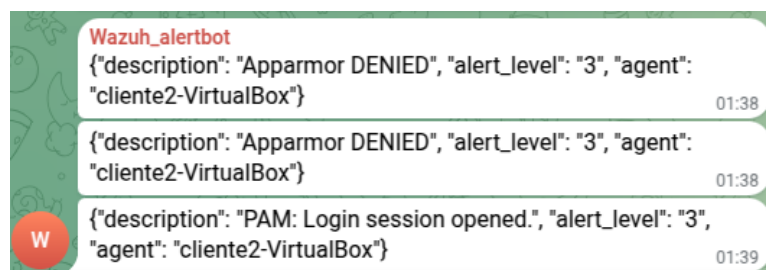 Wazuh_alertbot
{"description": "Apparmor DENIED", "alert_level": "3", "agent":
"cliente2-VirtualBox"}
01:38
{"description": "Apparmor DENIED", "alert_level": "3", "agent":
"cliente2-VirtualBox"}
01:38
W
{"description": "PAM: Login session opened.", "alert_level": "3",
"agent": "cliente2-VirtualBox"}
01:39